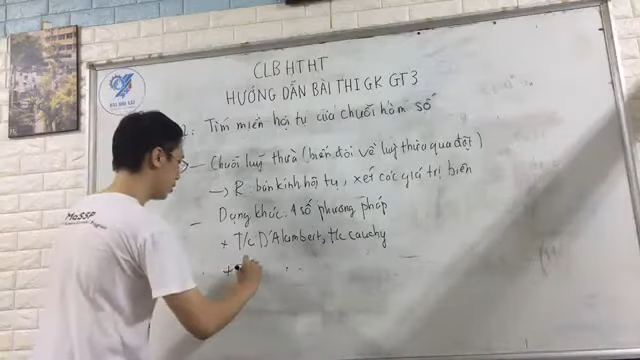 CLB HTHT
HƯỚNG DẪN BÀI THI GK GT3
2: Tìm miền hội tụ của chuỗi hàm số
– Chuỗi luỹ thừa (biến đổi về luỹ thừa qua đặt)
→ R: bán kính hội tụ, xét các giá trị biên
– Dạng khác: 1 số phương pháp
+ T/c D'Alambert, t/c cauchy
+
MaSSP